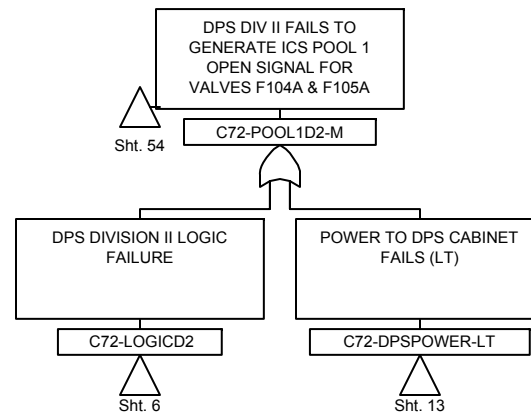 DPS DIV II FAILS TO
GENERATE ICS POOL 1
OPEN SIGNAL FOR
VALVES F104A & F105A
Sht. 54
C72-POOL1D2-M
DPS DIVISION II LOGIC
FAILURE
POWER TO DPS CABINET
FAILS (LT)
C72-LOGICD2
C72-DPSPOWER-LT
Sht. 6
Sht. 13